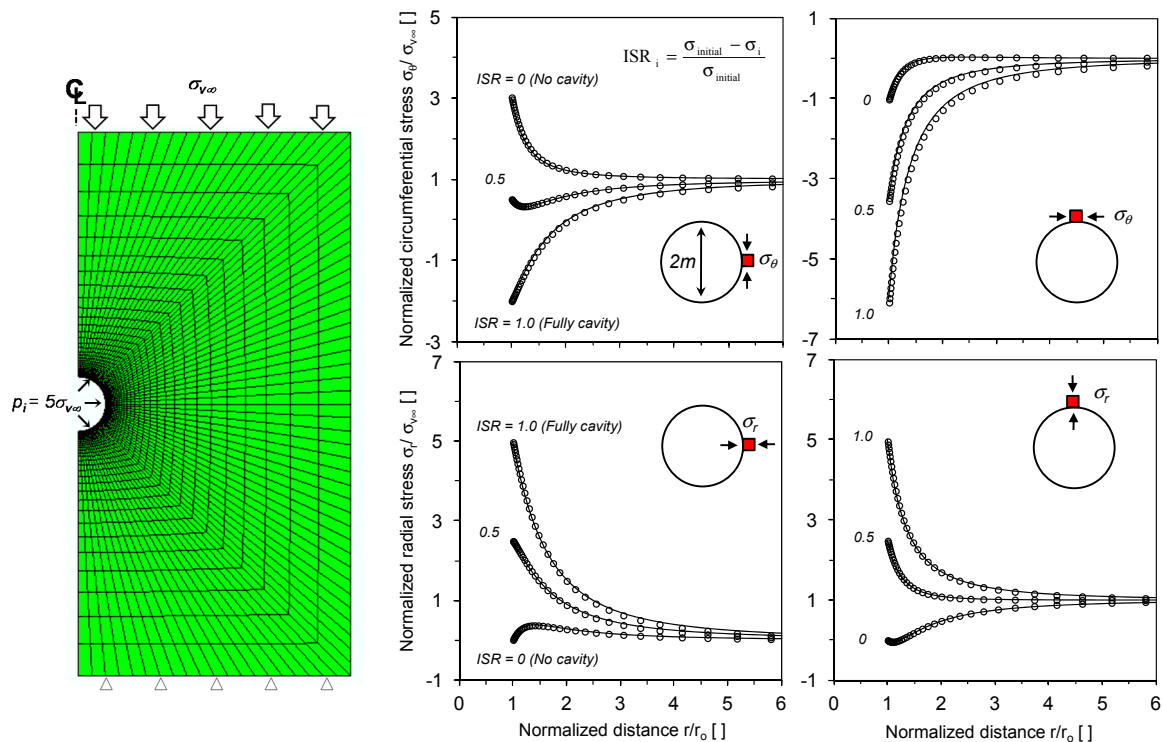 ℄
σv∞
pi = 5σv∞
Normalized circumferential stress σθ/ σv∞ [ ]
5
3
1
-1
-3
ISRi = (σinitial − σi) / σinitial
ISR = 0 (No cavity)
0.5
ISR = 1.0 (Fully cavity)
2m
σθ
1
-1
-3
-5
-7
0
0.5
1.0
σθ
Normalized radial stress σr/ σv∞ [ ]
7
5
3
1
-1
ISR = 1.0 (Fully cavity)
0.5
ISR = 0 (No cavity)
σr
0 1 2 3 4 5 6
Normalized distance r/ro [ ]
7
5
3
1
-1
1.0
0.5
0
σr
0 1 2 3 4 5 6
Normalized distance r/ro [ ]